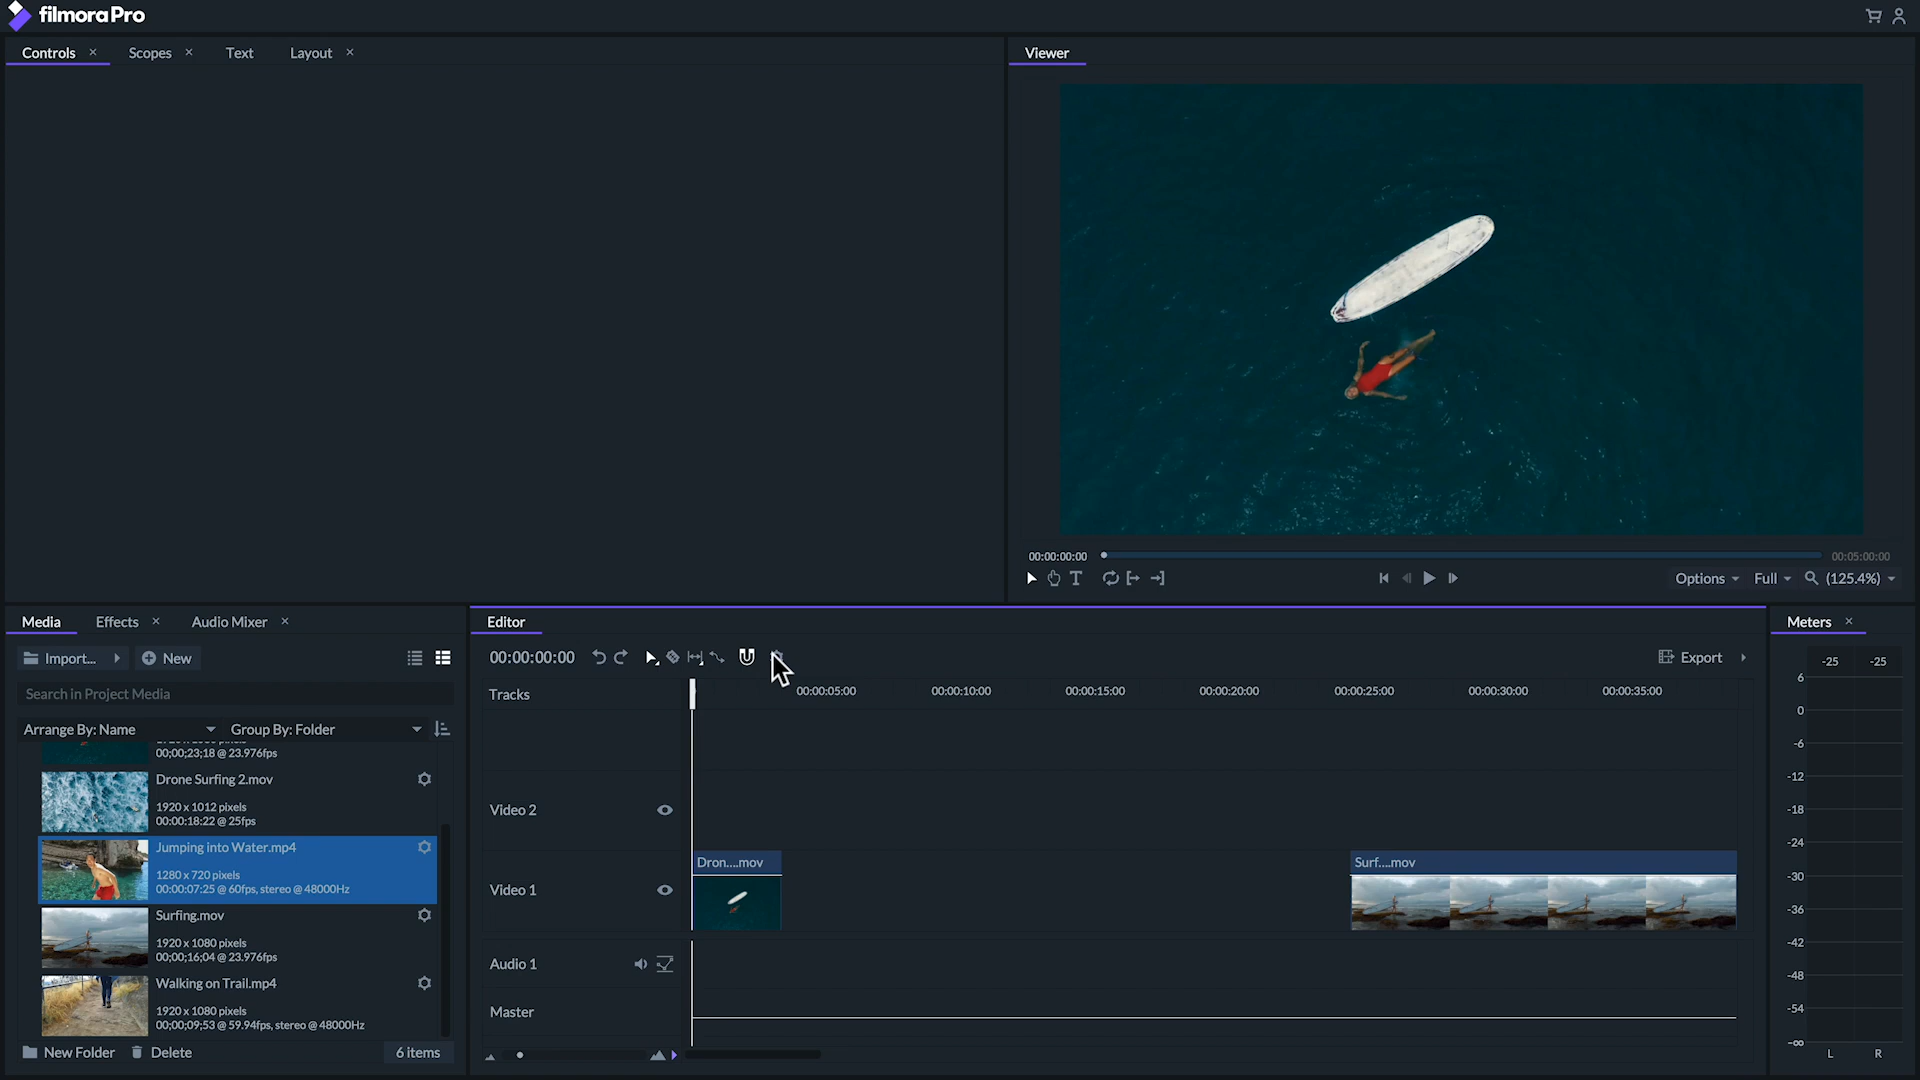 filmoraPro
Controls
Scopes
Text
Layout
Viewer
00:00:00:00
00:05:00:00
Options
Full
(125.4%)
Media
Effects
Audio Mixer
Editor
Meters
Import...
New
00:00:00:00
Export
-25 -25
Search in Project Media
Tracks
00:00:05:00
00:00:10:00
00:00:15:00
00:00:20:00
00:00:25:00
00:00:30:00
00:00:35:00
Arrange By: Name
Group By: Folder
00;00;23;18 @ 23.976fps
Drone Surfing 2.mov
1920 x 1012 pixels
00:00:18:22 @ 25fps
Jumping into Water.mp4
1280 x 720 pixels
00:00:07:25 @ 60fps, stereo @ 48000Hz
Surfing.mov
1920 x 1080 pixels
00;00;16;04 @ 23.976fps
Walking on Trail.mp4
1920 x 1080 pixels
00;00;09;53 @ 59.94fps, stereo @ 48000Hz
New Folder
Delete
6 items
Video 2
Dron....mov
Surf....mov
Video 1
Audio 1
Master
6
0
-6
-12
-18
-24
-30
-36
-42
-48
-54
-∞
L R